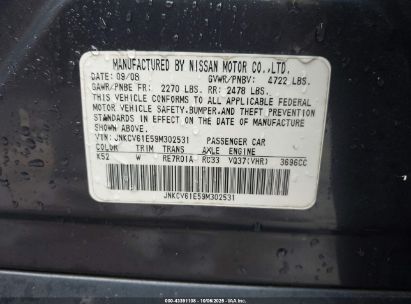 MANUFACTURED BY NISSAN MOTOR CO.,LTD.
DATE: 09/08 GVWR/PNBV: 4722 LBS.
GAWR/PNBE FR: 2270 LBS. RR: 2478 LBS.
THIS VEHICLE CONFORMS TO ALL APPLICABLE FEDERAL
MOTOR VEHICLE SAFETY,BUMPER,AND THEFT PREVENTION
STANDARDS IN EFFECT ON THE DATE OF MANUFACTURE
SHOWN ABOVE.
VIN: JNKCV61E59M302531 PASSENGER CAR
COLOR TRIM TRANS AXLE ENGINE
K52 W RE7R01A RC33 VQ37(VHR) 3696CC
JNKCV61E59M302531